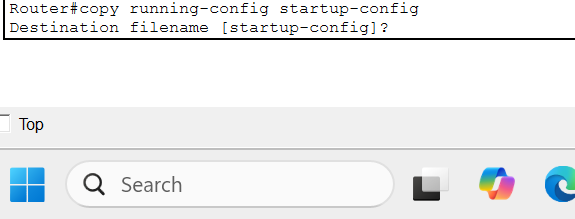 Router#copy running-config startup-config
Destination filename [startup-config]?
Top
Search